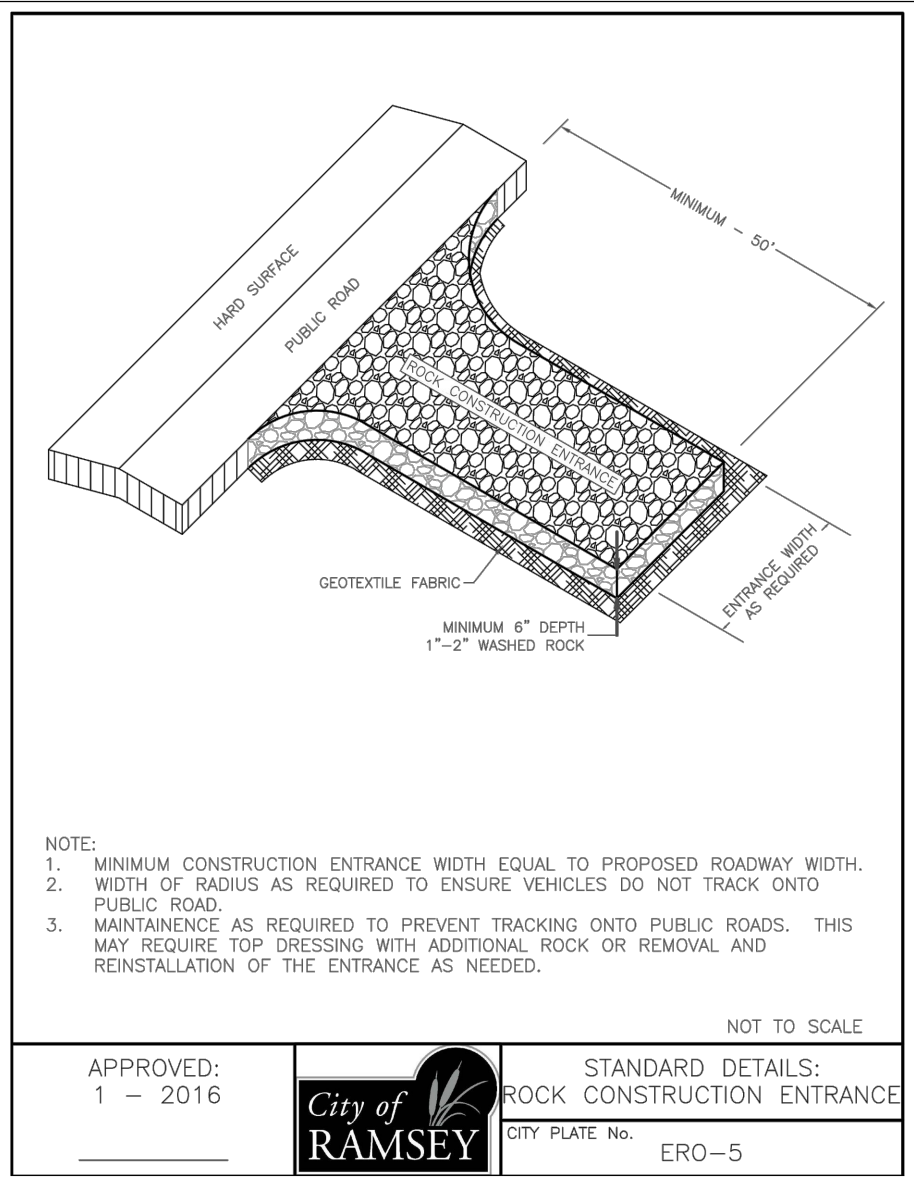 MINIMUM - 50'
HARD SURFACE
PUBLIC ROAD
ROCK CONSTRUCTION ENTRANCE
GEOTEXTILE FABRIC
ENTRANCE WIDTH
AS REQUIRED
MINIMUM 6" DEPTH
1"-2" WASHED ROCK
NOTE:
1. MINIMUM CONSTRUCTION ENTRANCE WIDTH EQUAL TO PROPOSED ROADWAY WIDTH.
2. WIDTH OF RADIUS AS REQUIRED TO ENSURE VEHICLES DO NOT TRACK ONTO
PUBLIC ROAD.
3. MAINTAINENCE AS REQUIRED TO PREVENT TRACKING ONTO PUBLIC ROADS. THIS
MAY REQUIRE TOP DRESSING WITH ADDITIONAL ROCK OR REMOVAL AND
REINSTALLATION OF THE ENTRANCE AS NEEDED.
NOT TO SCALE
APPROVED:
1 - 2016
City of
RAMSEY
STANDARD DETAILS:
ROCK CONSTRUCTION ENTRANCE
CITY PLATE No.
ERO-5